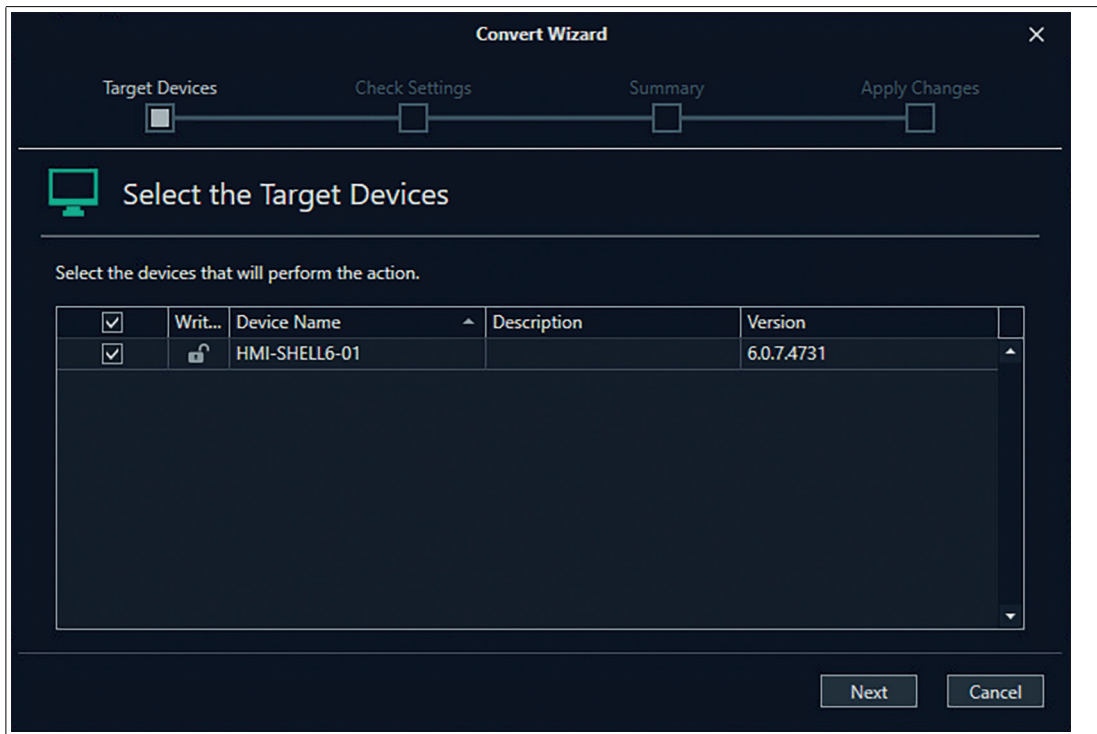 Convert Wizard
Target Devices Check Settings Summary Apply Changes
Select the Target Devices
Select the devices that will perform the action.
Writ... Device Name Description Version
HMI-SHELL6-01 6.0.7.4731
Next Cancel